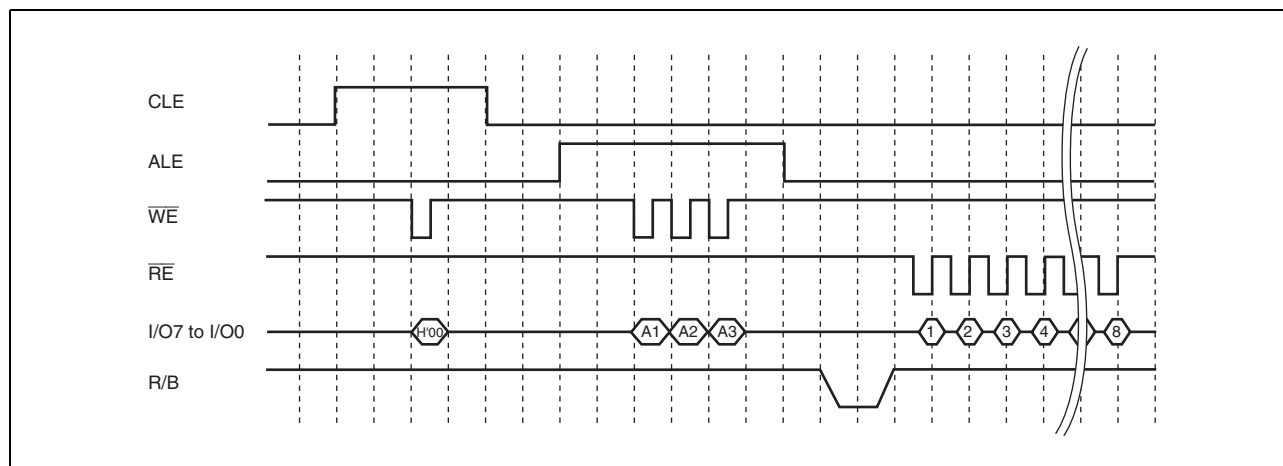 CLE
ALE
WE
RE
I/O7 to I/O0 H'00 A1 A2 A3 1 2 3 4 8
R/B